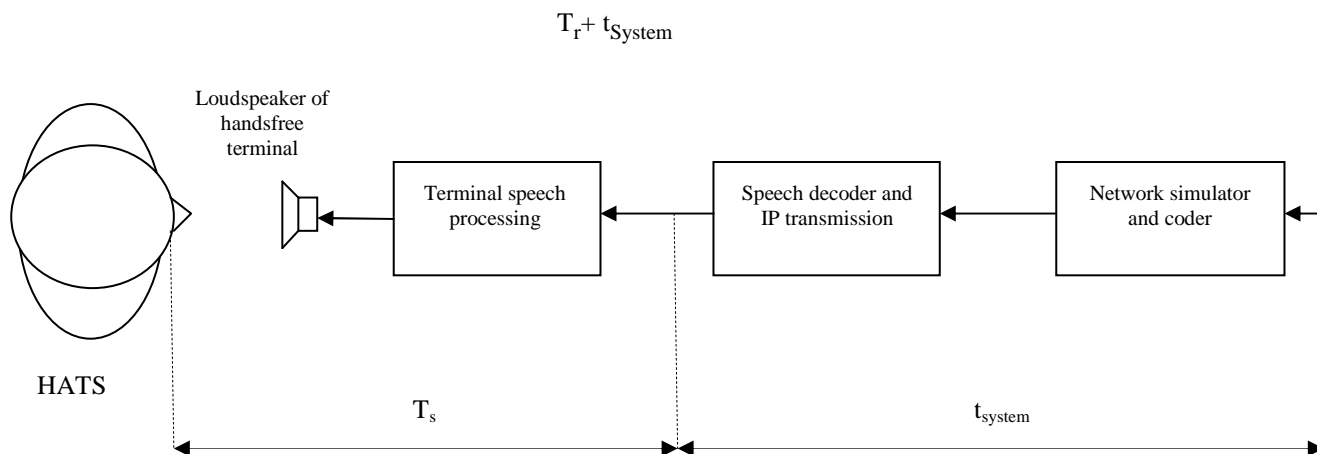 Tr+ tSystem
Loudspeaker of
handsfree
terminal
Terminal speech
processing
Speech decoder and
IP transmission
Network simulator
and coder
HATS
Ts
tsystem